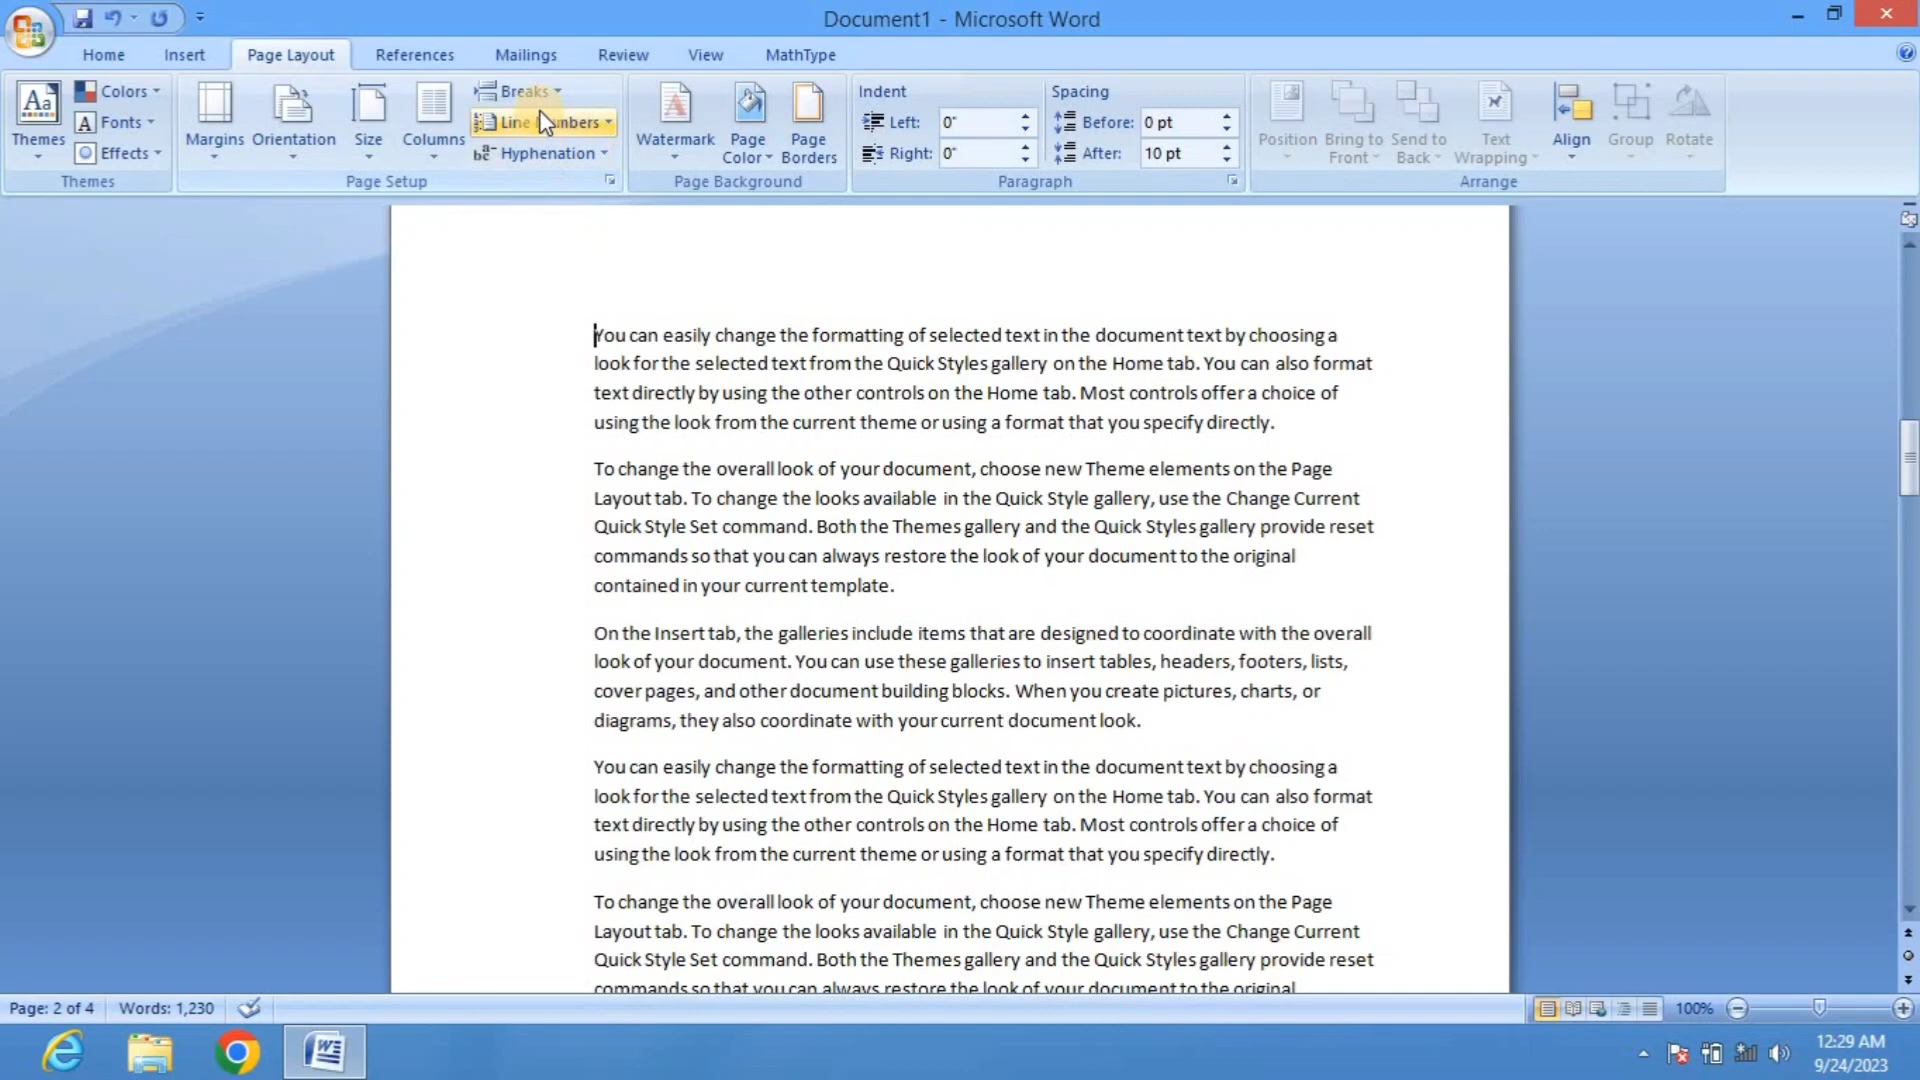 Document1 - Microsoft Word
Home Insert Page Layout References Mailings Review View MathType
Themes
Colors
Fonts
Effects
Themes
Margins
Orientation
Size
Columns
Breaks
Line Numbers
Hyphenation
Page Setup
Watermark
Page Color
Page Borders
Page Background
Indent
Left: 0"
Right: 0"
Spacing
Before: 0 pt
After: 10 pt
Paragraph
Position
Bring to Front
Send to Back
Text Wrapping
Align
Group
Rotate
Arrange
You can easily change the formatting of selected text in the document text by choosing a
look for the selected text from the Quick Styles gallery on the Home tab. You can also format
text directly by using the other controls on the Home tab. Most controls offer a choice of
using the look from the current theme or using a format that you specify directly.
To change the overall look of your document, choose new Theme elements on the Page
Layout tab. To change the looks available in the Quick Style gallery, use the Change Current
Quick Style Set command. Both the Themes gallery and the Quick Styles gallery provide reset
commands so that you can always restore the look of your document to the original
contained in your current template.
On the Insert tab, the galleries include items that are designed to coordinate with the overall
look of your document. You can use these galleries to insert tables, headers, footers, lists,
cover pages, and other document building blocks. When you create pictures, charts, or
diagrams, they also coordinate with your current document look.
You can easily change the formatting of selected text in the document text by choosing a
look for the selected text from the Quick Styles gallery on the Home tab. You can also format
text directly by using the other controls on the Home tab. Most controls offer a choice of
using the look from the current theme or using a format that you specify directly.
To change the overall look of your document, choose new Theme elements on the Page
Layout tab. To change the looks available in the Quick Style gallery, use the Change Current
Quick Style Set command. Both the Themes gallery and the Quick Styles gallery provide reset
commands so that you can always restore the look of your document to the original
Page: 2 of 4 Words: 1,230 100%
12:29 AM
9/24/2023